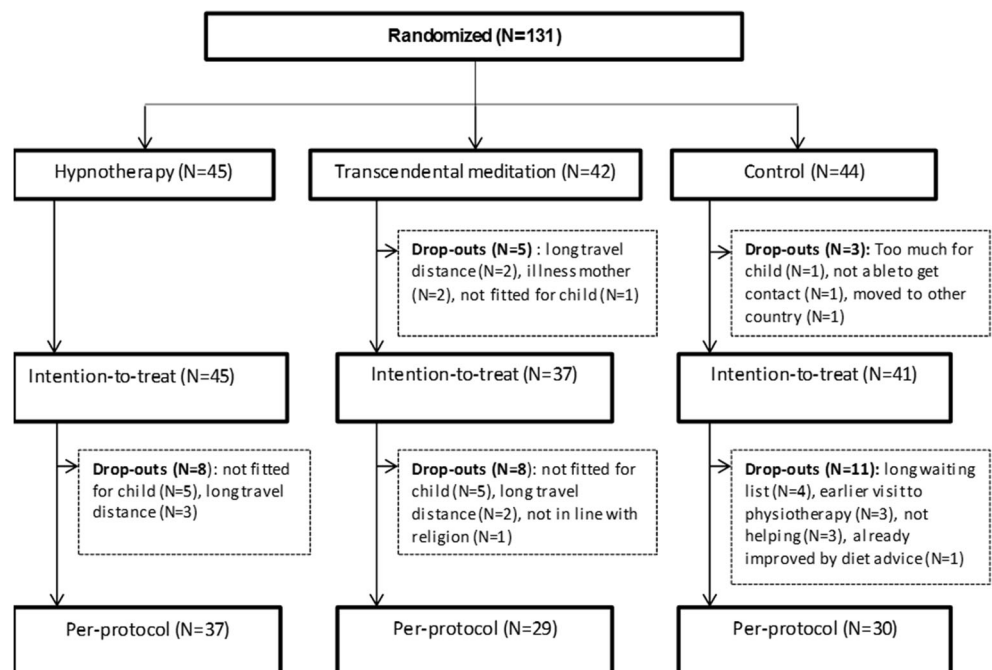 Randomized (N=131)
Hypnotherapy (N=45)
Transcendental meditation (N=42)
Control (N=44)
Drop-outs (N=5) : long travel
distance (N=2), illness mother
(N=2), not fitted for child (N=1)
Drop-outs (N=3): Too much for
child (N=1), not able to get
contact (N=1), moved to other
country (N=1)
Intention-to-treat (N=45)
Intention-to-treat (N=37)
Intention-to-treat (N=41)
Drop-outs (N=8): not fitted
for child (N=5), long travel
distance (N=3)
Drop-outs (N=8): not fitted for
child (N=5), long travel
distance (N=2), not in line with
religion (N=1)
Drop-outs (N=11): long waiting
list (N=4), earlier visit to
physiotherapy (N=3), not
helping (N=3), already
improved by diet advice (N=1)
Per-protocol (N=37)
Per-protocol (N=29)
Per-protocol (N=30)